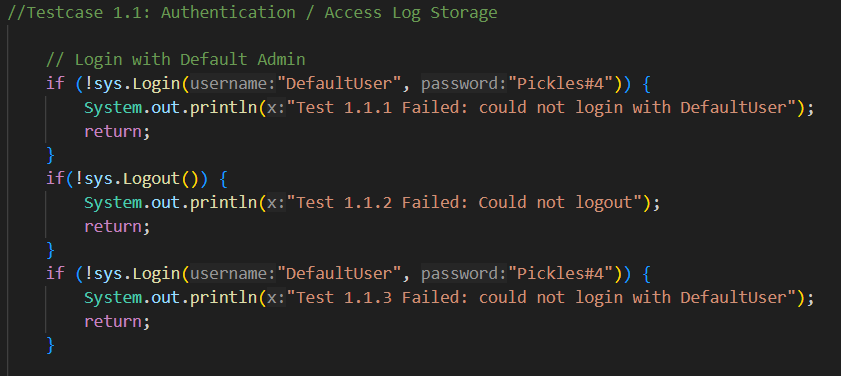 //Testcase 1.1: Authentication / Access Log Storage
// Login with Default Admin
if (!sys.Login(username:"DefaultUser", password:"Pickles#4")) {
System.out.println(x:"Test 1.1.1 Failed: could not login with DefaultUser");
return;
}
if(!sys.Logout()) {
System.out.println(x:"Test 1.1.2 Failed: Could not logout");
return;
}
if (!sys.Login(username:"DefaultUser", password:"Pickles#4")) {
System.out.println(x:"Test 1.1.3 Failed: could not login with DefaultUser");
return;
}